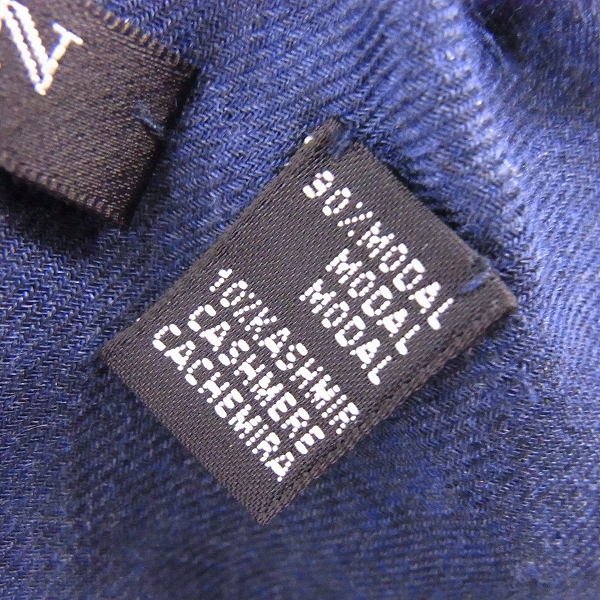 N
90%MODAL
MODAL
MODAL
10%KASHMIR
CASHMERE
CACHEMIRA